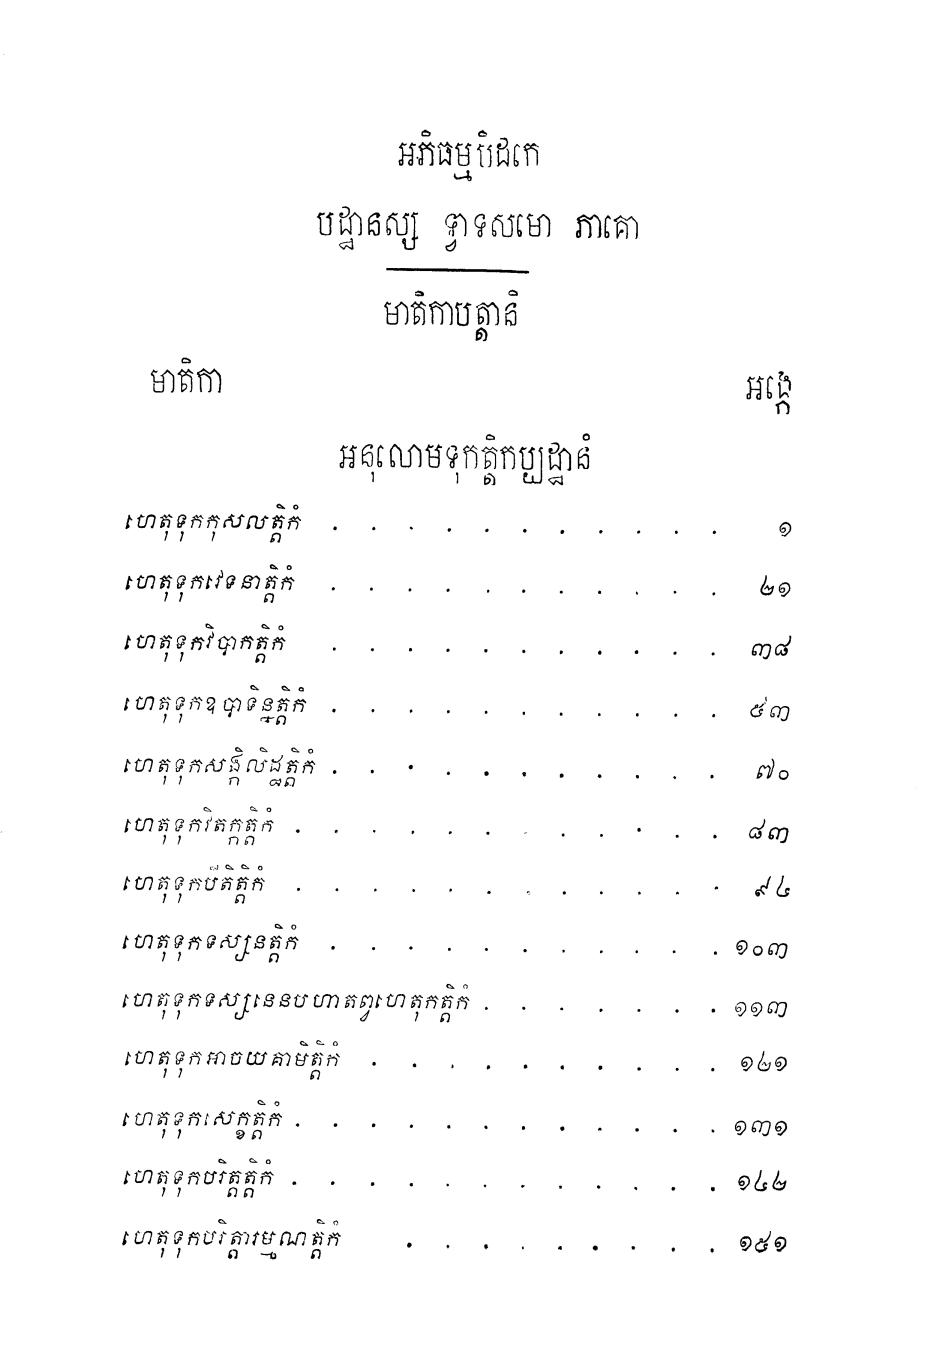 អភិធម្មបិដកេ
បដ្ឋានស្ស ទ្វាទសមោ ភាគោ
មាតិកាបត្តានិ
មាតិកា អង្កេ
អនុលោមទុកត្តិកប្បដ្ឋានំ
ហេតុទុកកុសលត្តិកំ . . . . . . . . . . . ១
ហេតុទុកវេទនាត្តិកំ . . . . . . . . . . . ២១
ហេតុទុកវិបាកត្តិកំ . . . . . . . . . . . ៣៨
ហេតុទុកឧបាទិន្នត្តិកំ . . . . . . . . . . . ៥៣
ហេតុទុកសង្កិលិដ្ឋត្តិកំ . . . . . . . . . . . ៧០
ហេតុទុកវិតក្កត្តិកំ . . . . . . . . . . . . ៨៣
ហេតុទុកបីតិត្តិកំ . . . . . . . . . . . . ៩៤
ហេតុទុកទស្សនត្តិកំ . . . . . . . . . . . ១០៣
ហេតុទុកទស្សនេនបហាតព្វហេតុកត្តិកំ . . . . . . . ១១៣
ហេតុទុកអាចយគាមិត្តិកំ . . . . . . . . . . ១២១
ហេតុទុកសេក្ខត្តិកំ . . . . . . . . . . . . ១៣១
ហេតុទុកបរិត្តត្តិកំ . . . . . . . . . . . . ១៤២
ហេតុទុកបរិត្តារម្មណត្តិកំ . . . . . . . . . ១៥១